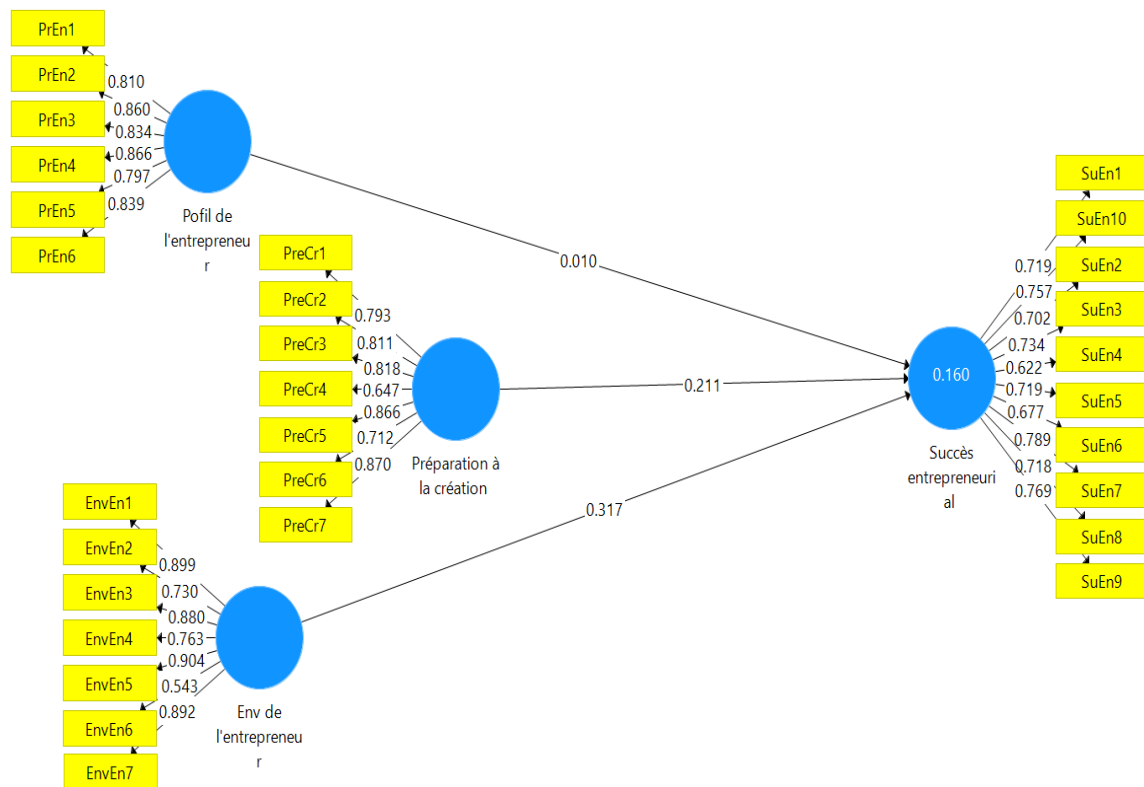 PrEn1
PrEn2
PrEn3
PrEn4
PrEn5
PrEn6
0.810
0.860
0.834
0.866
0.797
0.839
Pofil de
l'entrepreneu
r
0.010
PreCr1
PreCr2
PreCr3
PreCr4
PreCr5
PreCr6
PreCr7
0.793
0.811
0.818
0.647
0.866
0.712
0.870
Préparation à
la création
0.211
EnvEn1
EnvEn2
EnvEn3
EnvEn4
EnvEn5
EnvEn6
EnvEn7
0.899
0.730
0.880
0.763
0.904
0.543
0.892
Env de
l'entrepreneu
r
0.317
0.160
Succès
entrepreneuri
al
0.719
0.757
0.702
0.734
0.622
0.719
0.677
0.789
0.718
0.769
SuEn1
SuEn10
SuEn2
SuEn3
SuEn4
SuEn5
SuEn6
SuEn7
SuEn8
SuEn9